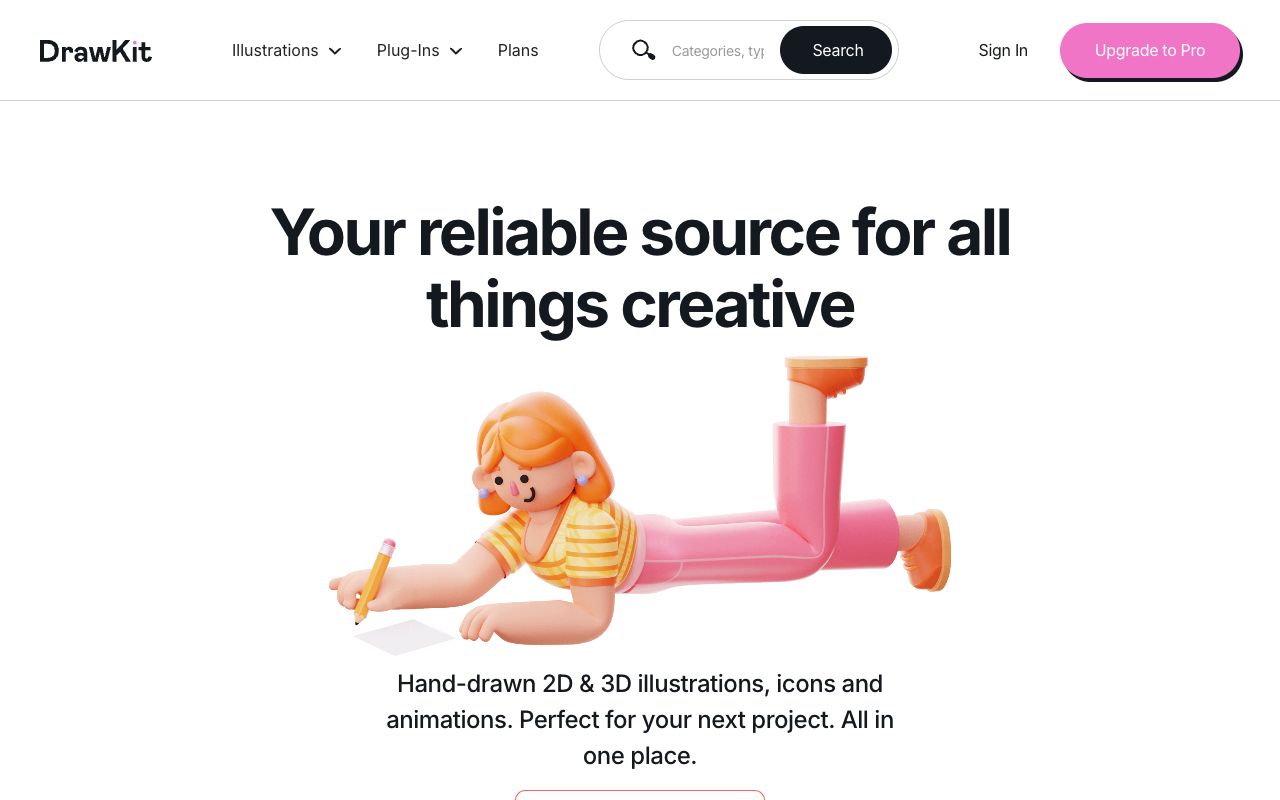 DrawKit
Illustrations
Plug-Ins
Plans
Categories, typ
Search
Sign In
Upgrade to Pro
Your reliable source for all
things creative
Hand-drawn 2D & 3D illustrations, icons and
animations. Perfect for your next project. All in
one place.